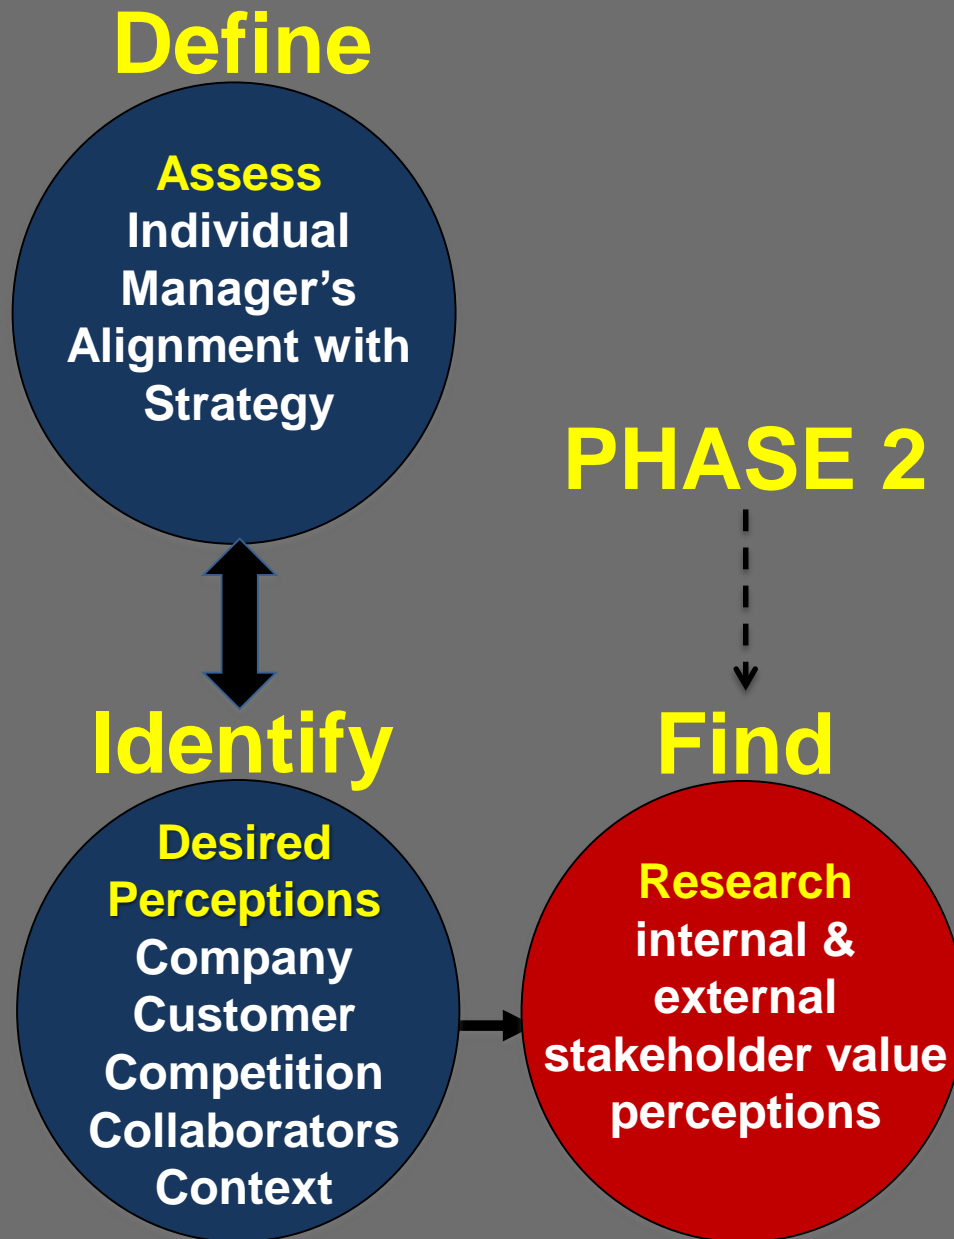 Define
Assess
Individual
Manager’s
Alignment with
Strategy
PHASE 2
Identify
Desired
Perceptions
Company
Customer
Competition
Collaborators
Context
Find
Research
internal &
external
stakeholder value
perceptions